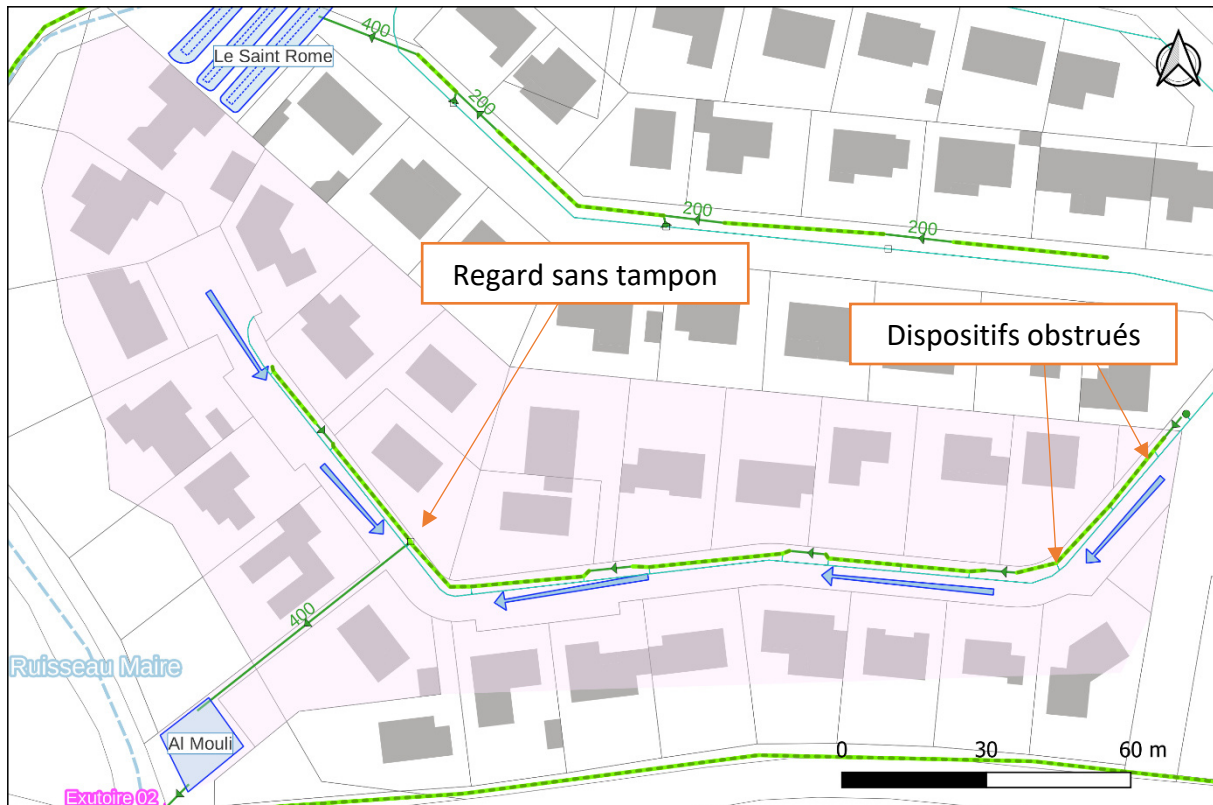 400
Le Saint Rome
200
200
200
Regard sans tampon
Dispositifs obstrués
400
Ruisseau Maire
Al Mouli
0 30 60 m
Exutoire 02